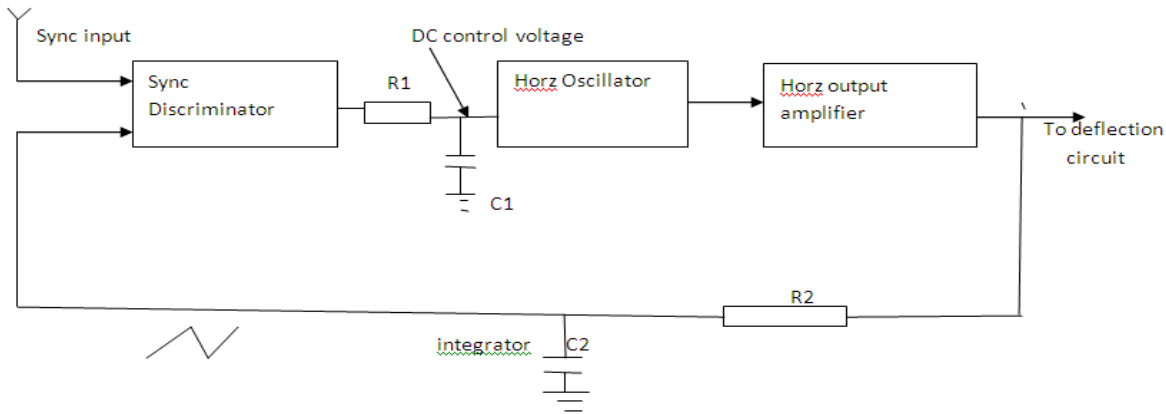 Sync input
DC control voltage
Sync
Discriminator
R1
Horz Oscillator
Horz output
amplifier
To deflection
circuit
C1
R2
integrator
C2